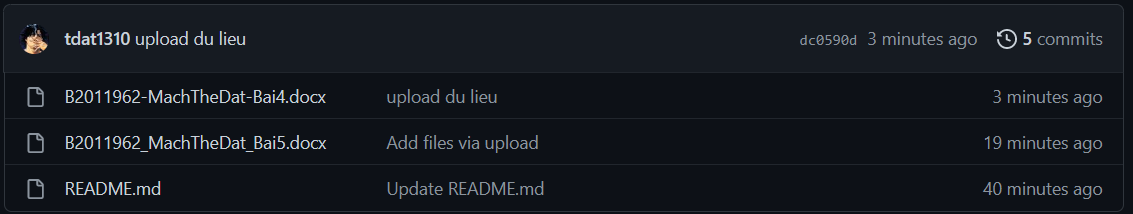 tdat1310 upload du lieu dc0590d 3 minutes ago 5 commits
B2011962-MachTheDat-Bai4.docx upload du lieu 3 minutes ago
B2011962_MachTheDat_Bai5.docx Add files via upload 19 minutes ago
README.md Update README.md 40 minutes ago